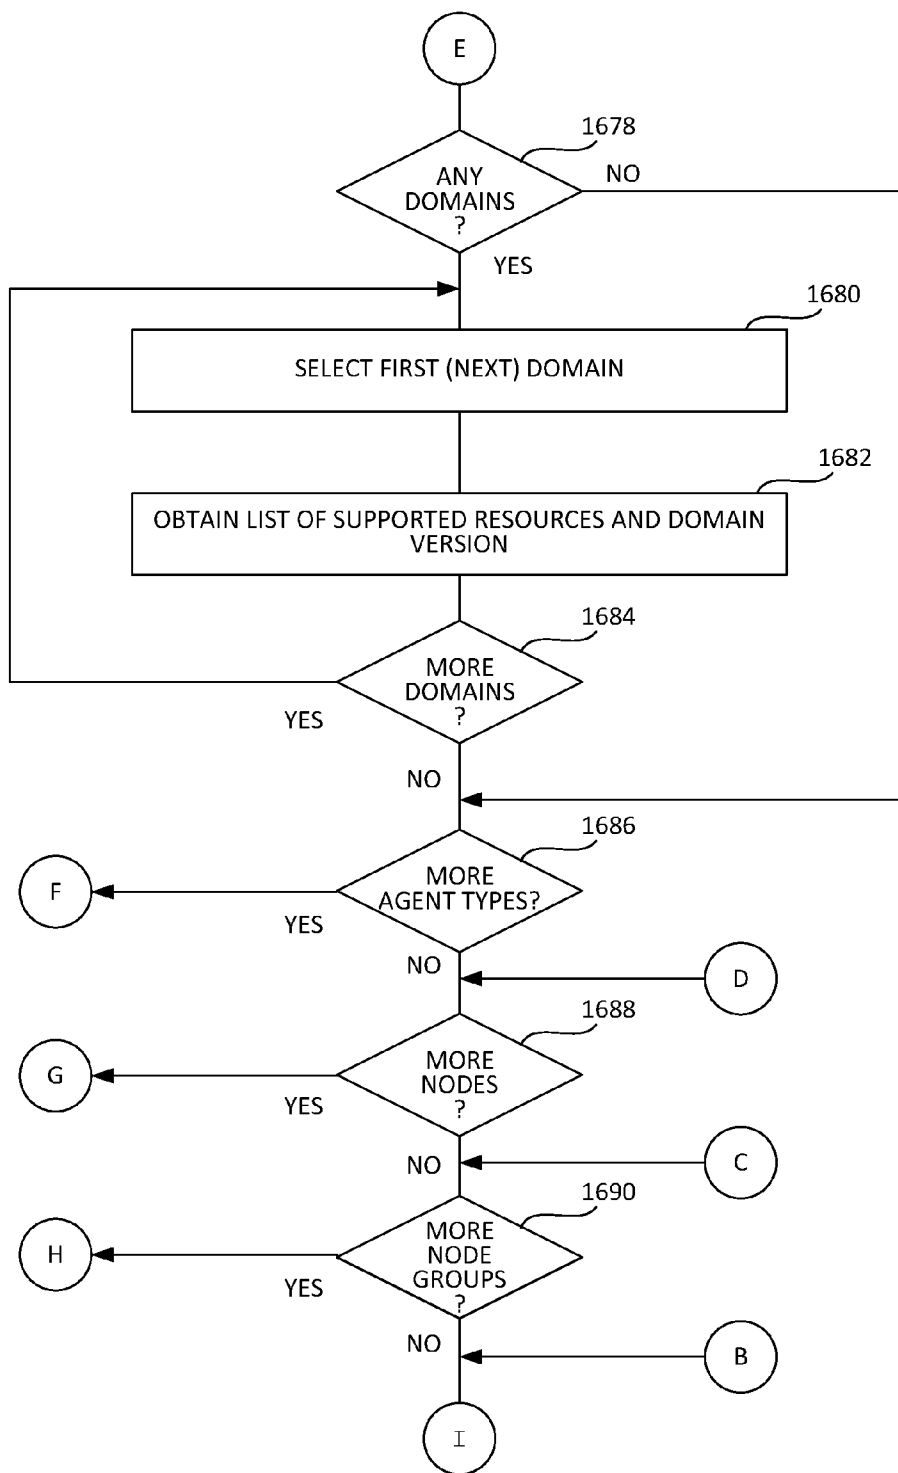 E
1678
ANY
DOMAINS
?
NO
YES
1680
SELECT FIRST (NEXT) DOMAIN
1682
OBTAIN LIST OF SUPPORTED RESOURCES AND DOMAIN
VERSION
1684
MORE
DOMAINS
?
YES
NO
1686
MORE
AGENT TYPES?
F
YES
NO
D
1688
MORE
NODES
?
G
YES
NO
C
1690
MORE
NODE
GROUPS
?
H
YES
NO
B
I